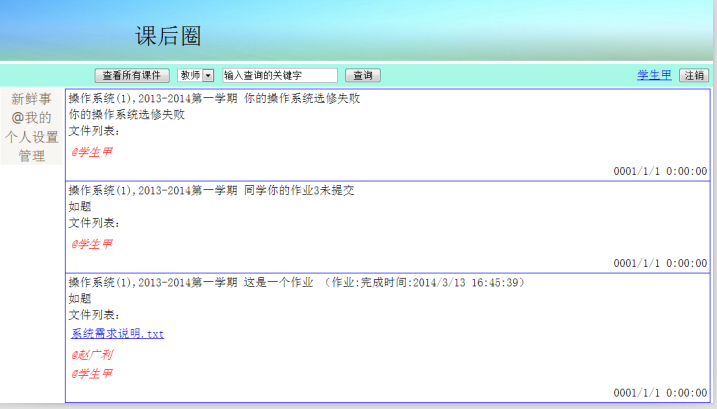 课后圈
查看所有课件 教师 输入查询的关键字 查询 学生甲 注销
新鲜事
@我的
个人设置
管理
操作系统(1),2013-2014第一学期 你的操作系统选修失败
你的操作系统选修失败
文件列表:
@学生甲
0001/1/1 0:00:00
操作系统(1),2013-2014第一学期 同学你的作业3未提交
如题
文件列表:
@学生甲
0001/1/1 0:00:00
操作系统(1),2013-2014第一学期 这是一个作业 （作业:完成时间:2014/3/13 16:45:39）
如题
文件列表:
系统需求说明.txt
@赵广利
@学生甲
0001/1/1 0:00:00